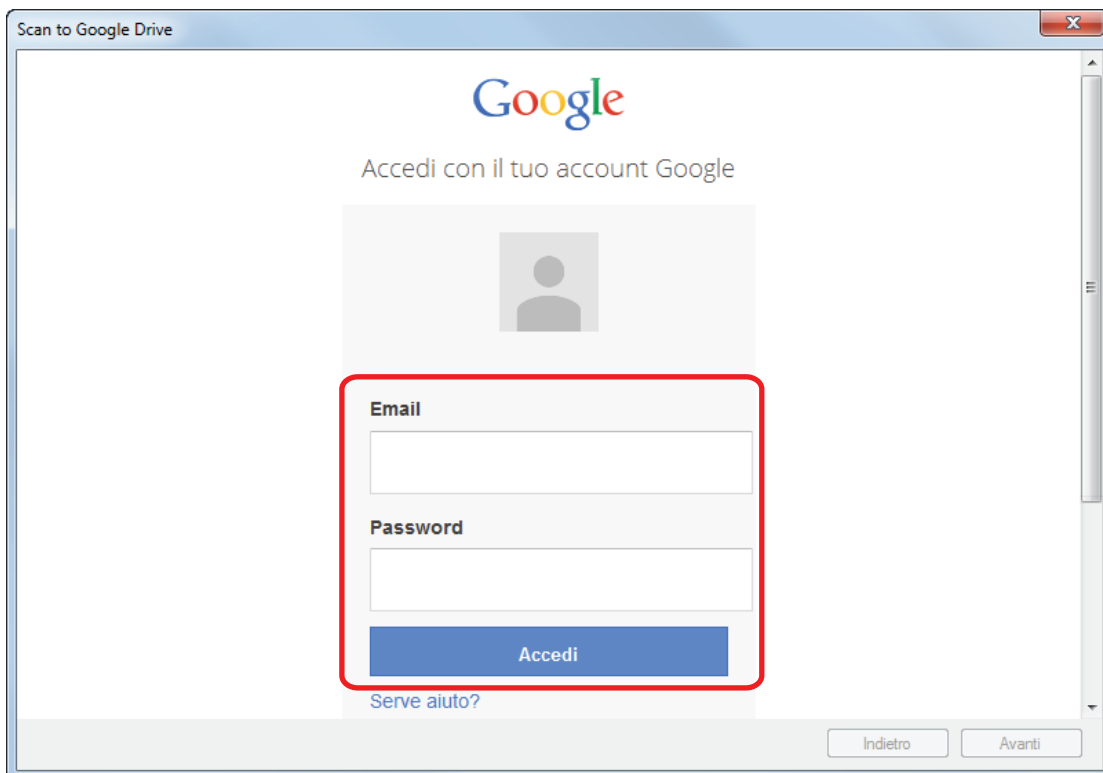 Scan to Google Drive
Google
Accedi con il tuo account Google
Email
Password
Accedi
Serve aiuto?
Indietro
Avanti